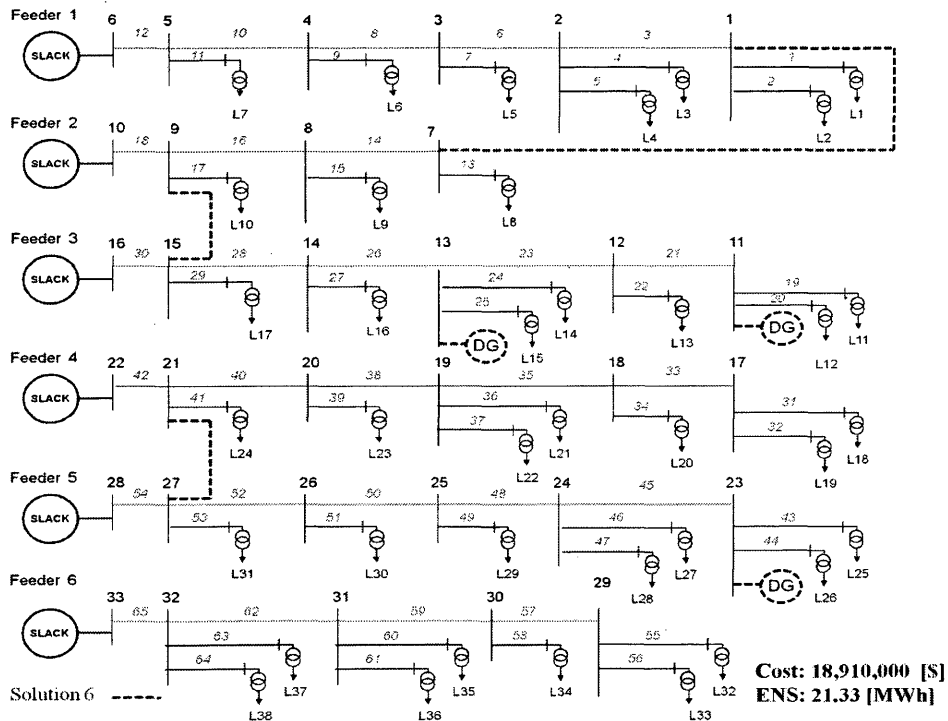 Feeder 1
6 5 4 3 2 1
12 10 8 6 3
SLACK
11 9 7 4 1
5 2
L7 L6 L5 L4 L3 L2 L1
Feeder 2
10 9 8 7
18 16 14
SLACK
17 15 13
L10 L9 L8
Feeder 3
16 15 14 13 12 11
30 28 26 23 21
SLACK
29 27 24 22 19
25 20
DG DG
L17 L16 L15 L14 L13 L12 L11
Feeder 4
22 21 20 19 18 17
42 40 38 35 33
SLACK
41 39 36 34 31
37 32
L24 L23 L22 L21 L20 L19 L18
Feeder 5
28 27 26 25 24 23
54 52 50 48 45
SLACK
53 51 49 46 43
47 44
L31 L30 L29 L28 L27 L26 L25
DG
Feeder 6
33 32 31 30 29
65 62 59 57
SLACK
63 60 58 55
64 61 56
L38 L37 L36 L35 L34 L33 L32
Solution 6
Cost: 18,910,000 [$]
ENS: 21.33 [MWh]